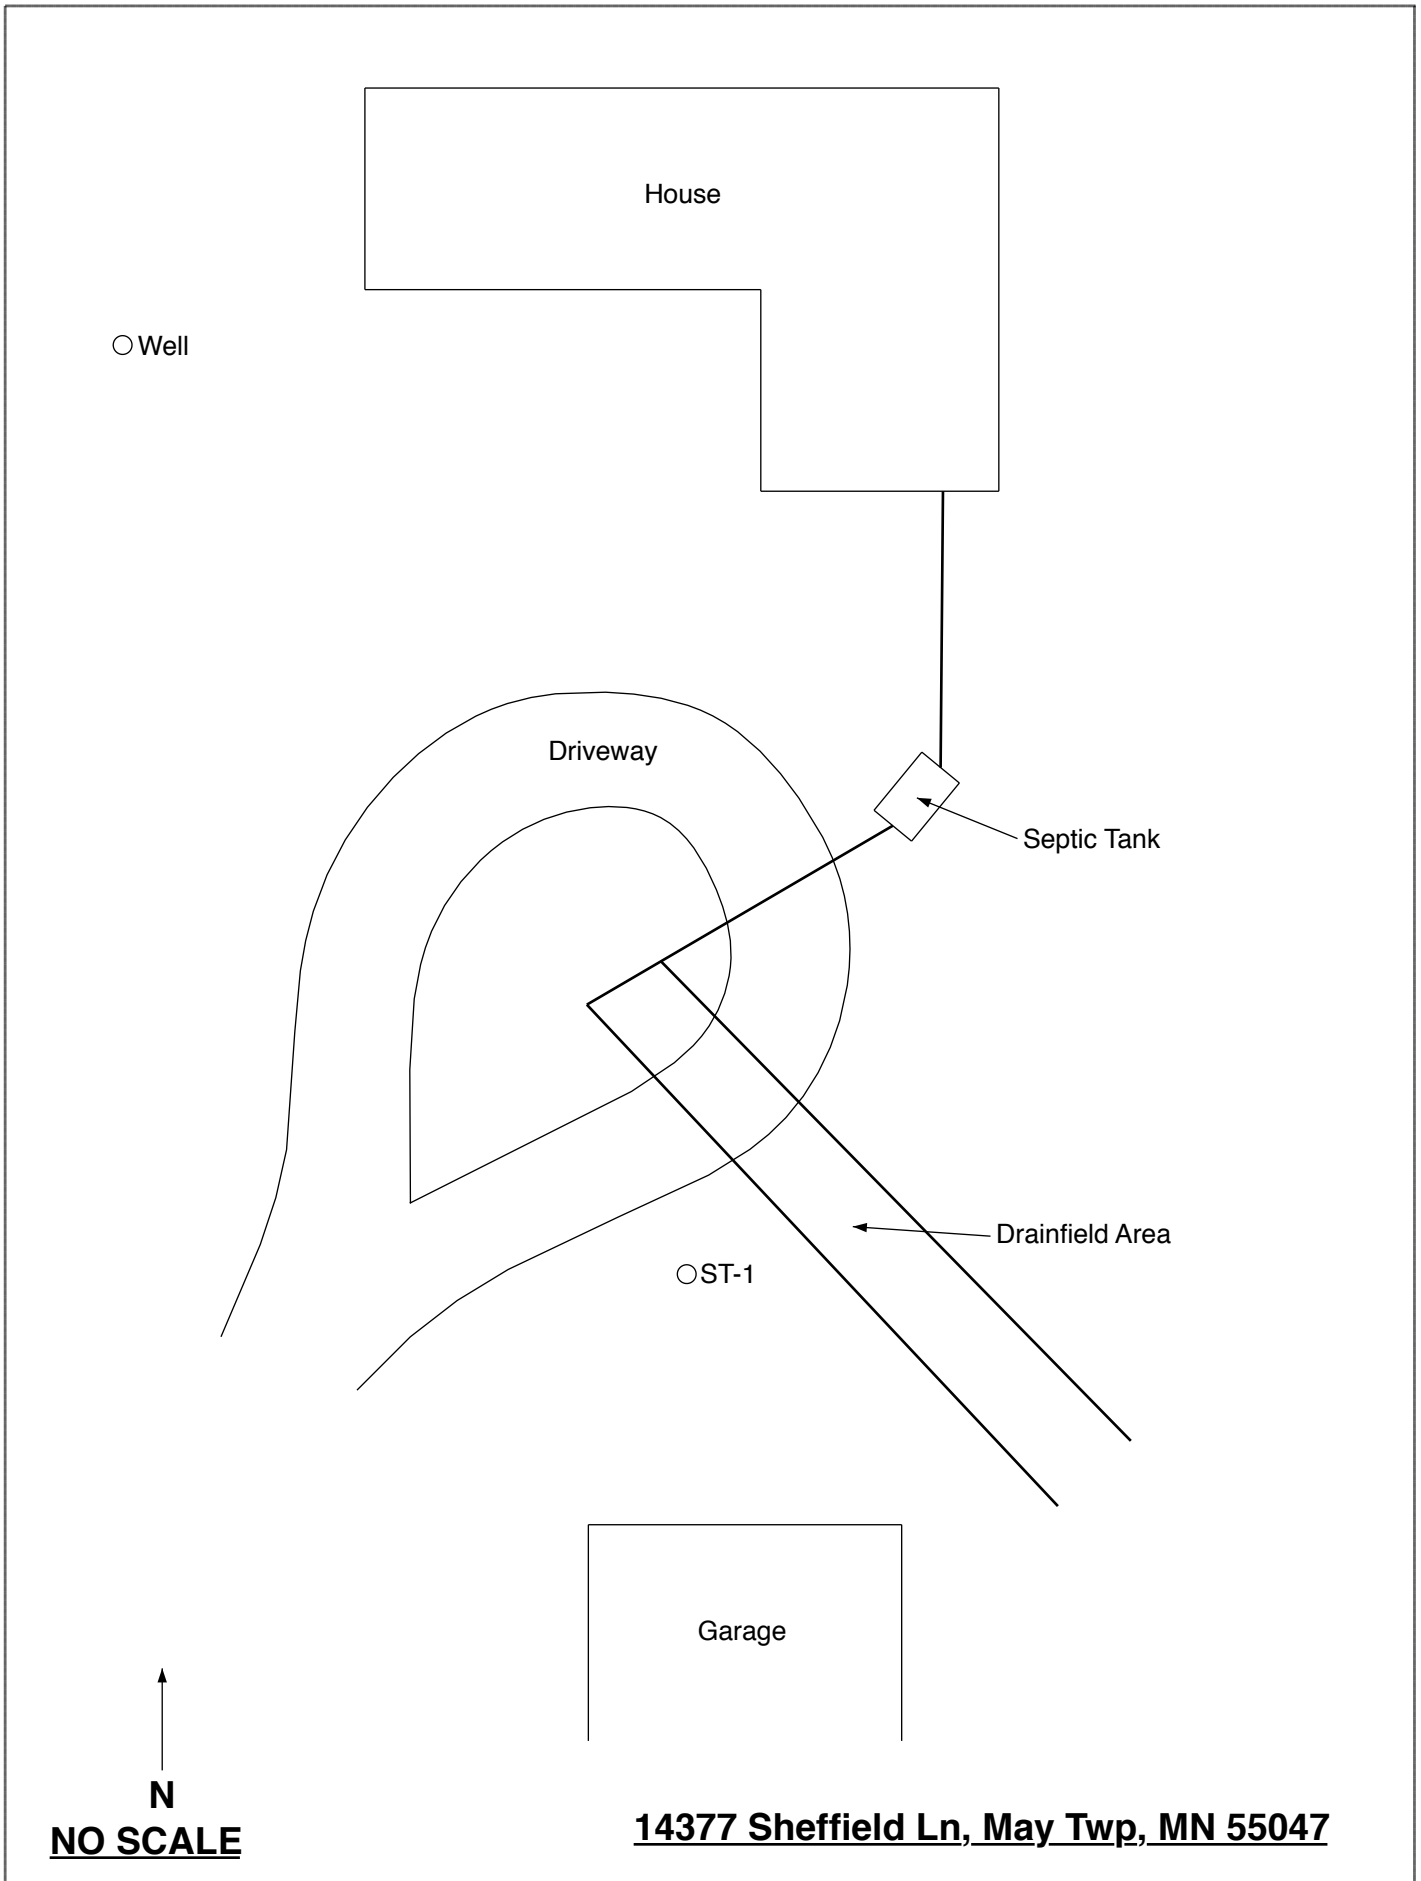 House
Well
Driveway
Septic Tank
Drainfield Area
ST-1
Garage
N
NO SCALE
14377 Sheffield Ln, May Twp, MN 55047